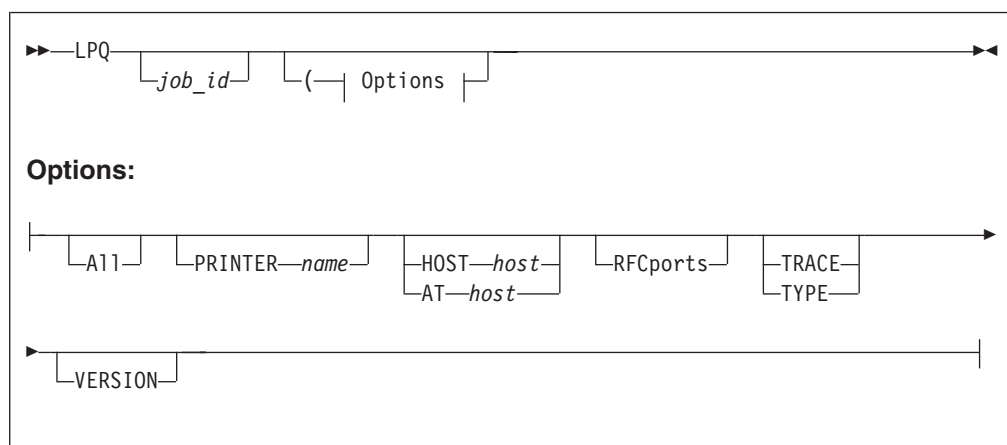 LPQ
job_id ( Options
Options:
All PRINTER name HOST host RFCports TRACE
AT host TYPE
VERSION